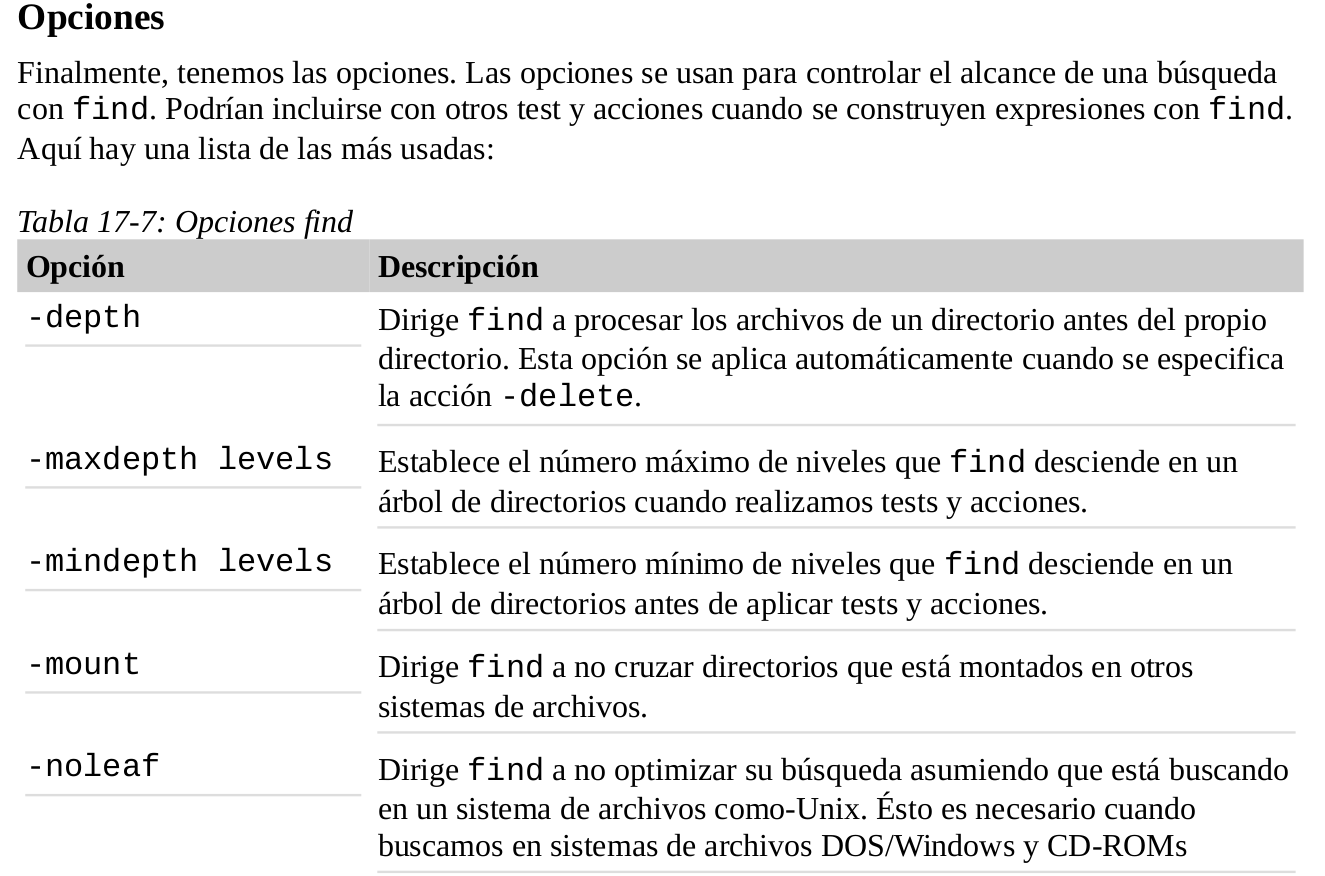 Opciones
Finalmente, tenemos las opciones. Las opciones se usan para controlar el alcance de una búsqueda
con find. Podrían incluirse con otros test y acciones cuando se construyen expresiones con find.
Aquí hay una lista de las más usadas:
Tabla 17-7: Opciones find
Opción Descripción
-depth Dirige find a procesar los archivos de un directorio antes del propio
directorio. Esta opción se aplica automáticamente cuando se especifica
la acción -delete.
-maxdepth levels Establece el número máximo de niveles que find desciende en un
árbol de directorios cuando realizamos tests y acciones.
-mindepth levels Establece el número mínimo de niveles que find desciende en un
árbol de directorios antes de aplicar tests y acciones.
-mount Dirige find a no cruzar directorios que está montados en otros
sistemas de archivos.
-noleaf Dirige find a no optimizar su búsqueda asumiendo que está buscando
en un sistema de archivos como-Unix. Ésto es necesario cuando
buscamos en sistemas de archivos DOS/Windows y CD-ROMs